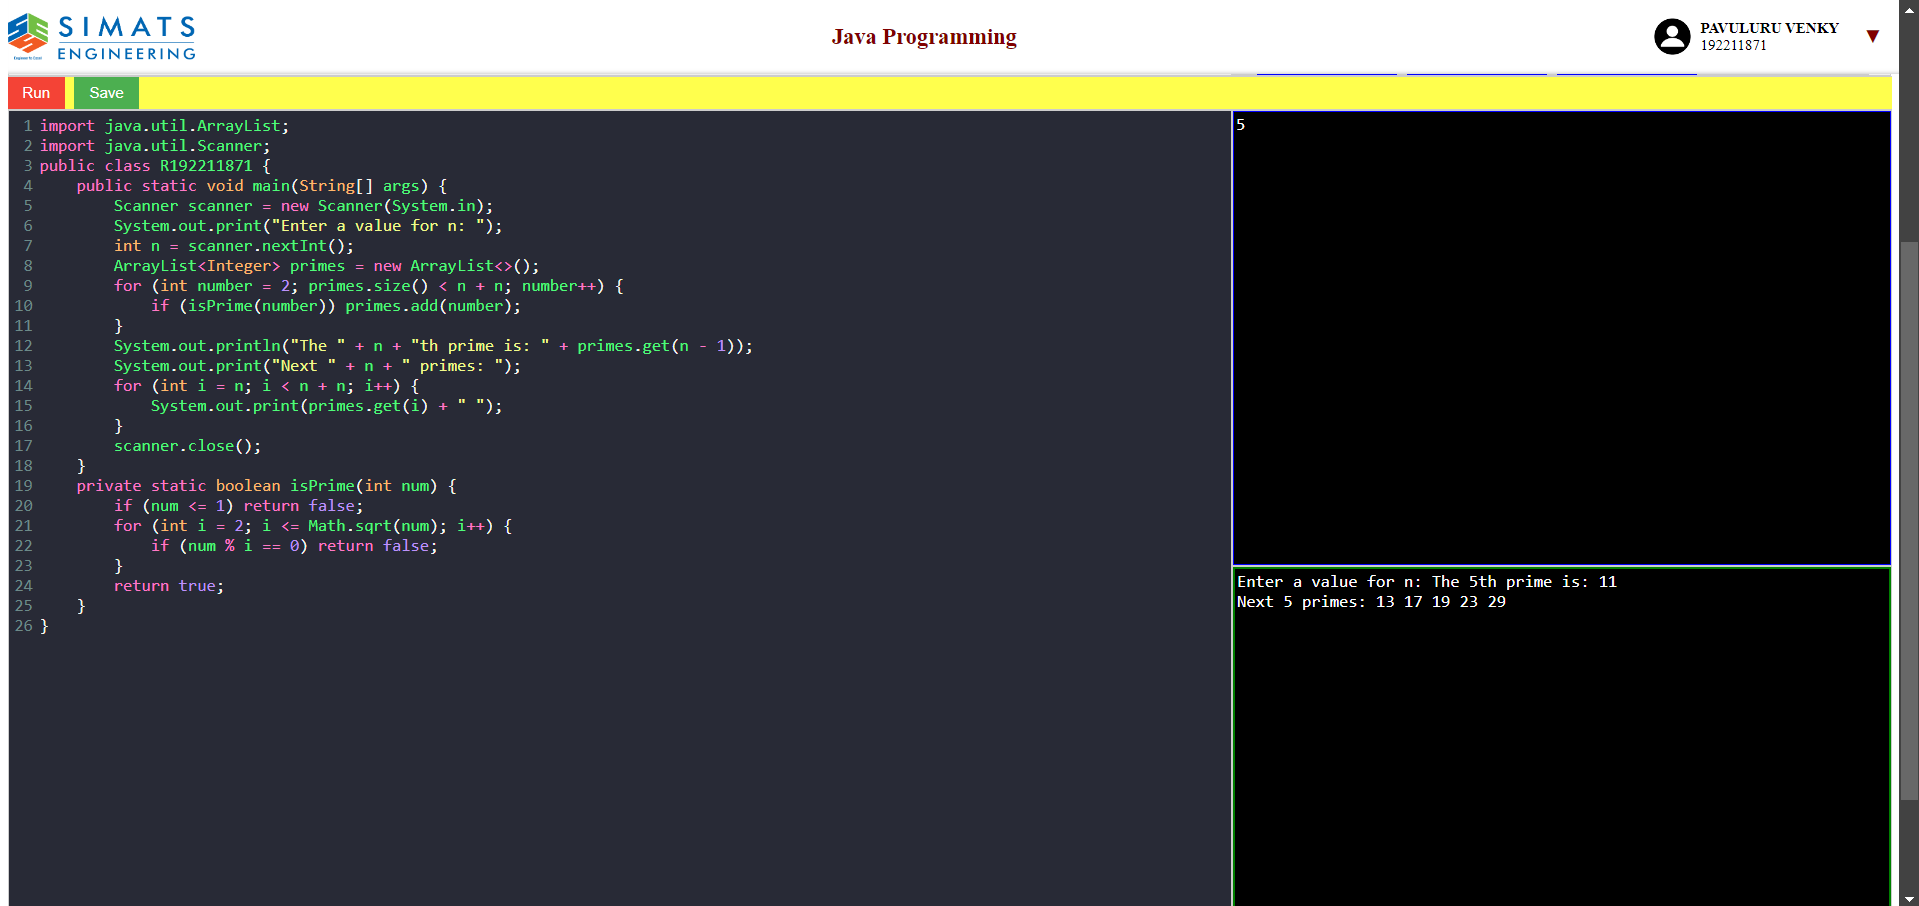 SIMATS
ENGINEERING
Engineer to Excel
Java Programming
PAVULURU VENKY
192211871
Run Save
1 import java.util.ArrayList;
2 import java.util.Scanner;
3 public class R192211871 {
4     public static void main(String[] args) {
5         Scanner scanner = new Scanner(System.in);
6         System.out.print("Enter a value for n: ");
7         int n = scanner.nextInt();
8         ArrayList<Integer> primes = new ArrayList<>();
9         for (int number = 2; primes.size() < n + n; number++) {
10             if (isPrime(number)) primes.add(number);
11         }
12         System.out.println("The " + n + "th prime is: " + primes.get(n - 1));
13         System.out.print("Next " + n + " primes: ");
14         for (int i = n; i < n + n; i++) {
15             System.out.print(primes.get(i) + " ");
16         }
17         scanner.close();
18     }
19     private static boolean isPrime(int num) {
20         if (num <= 1) return false;
21         for (int i = 2; i <= Math.sqrt(num); i++) {
22             if (num % i == 0) return false;
23         }
24         return true;
25     }
26 }
5
Enter a value for n: The 5th prime is: 11
Next 5 primes: 13 17 19 23 29